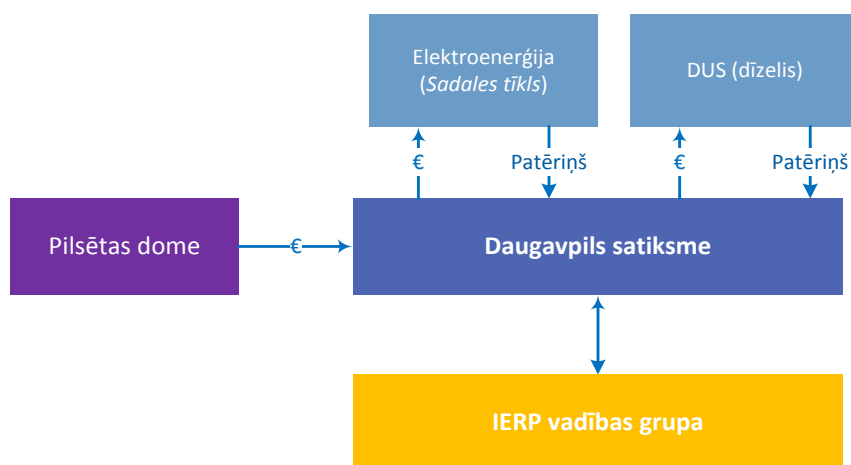 Elektroenerģija
(Sadales tīkls)
DUS (dīzelis)
€
Patēriņš
€
Patēriņš
Pilsētas dome
€
Daugavpils satiksme
IERP vadības grupa